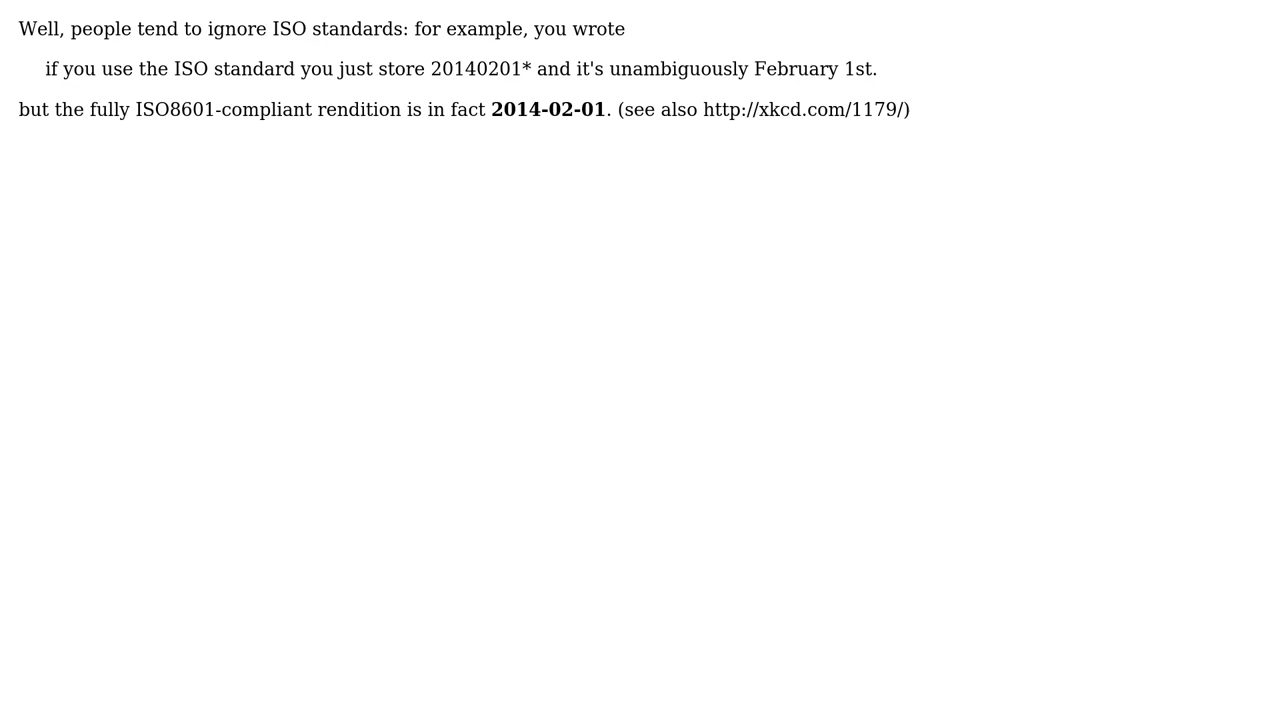 Well, people tend to ignore ISO standards: for example, you wrote
if you use the ISO standard you just store 20140201* and it's unambiguously February 1st.
but the fully ISO8601-compliant rendition is in fact 2014-02-01. (see also http://xkcd.com/1179/)